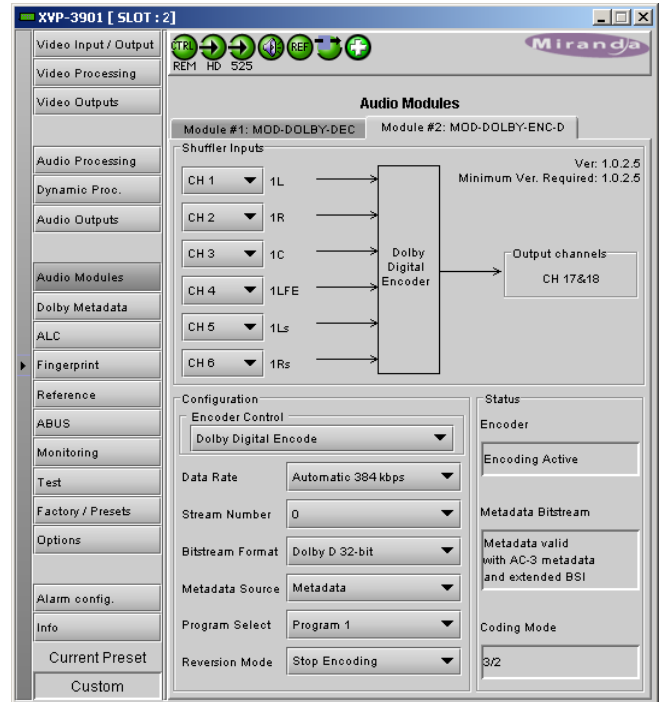 XVP-3901 [ SLOT : 2]
Video Input / Output
Video Processing
Video Outputs
Audio Processing
Dynamic Proc.
Audio Outputs
Audio Modules
Dolby Metadata
ALC
Fingerprint
Reference
ABUS
Monitoring
Test
Factory / Presets
Options
Alarm config.
Info
Current Preset
Custom
CTRL
REF
REM HD 525
Miranda
Audio Modules
Module #1: MOD-DOLBY-DEC
Module #2: MOD-DOLBY-ENC-D
Shuffler Inputs
Ver: 1.0.2.5
Minimum Ver. Required: 1.0.2.5
CH 1 1L
CH 2 1R
CH 3 1C
CH 4 1LFE
CH 5 1Ls
CH 6 1Rs
Dolby
Digital
Encoder
Output channels
CH 17&18
Configuration
Encoder Control
Dolby Digital Encode
Data Rate Automatic 384 kbps
Stream Number 0
Bitstream Format Dolby D 32-bit
Metadata Source Metadata
Program Select Program 1
Reversion Mode Stop Encoding
Status
Encoder
Encoding Active
Metadata Bitstream
Metadata valid
with AC-3 metadata
and extended BSI
Coding Mode
3/2